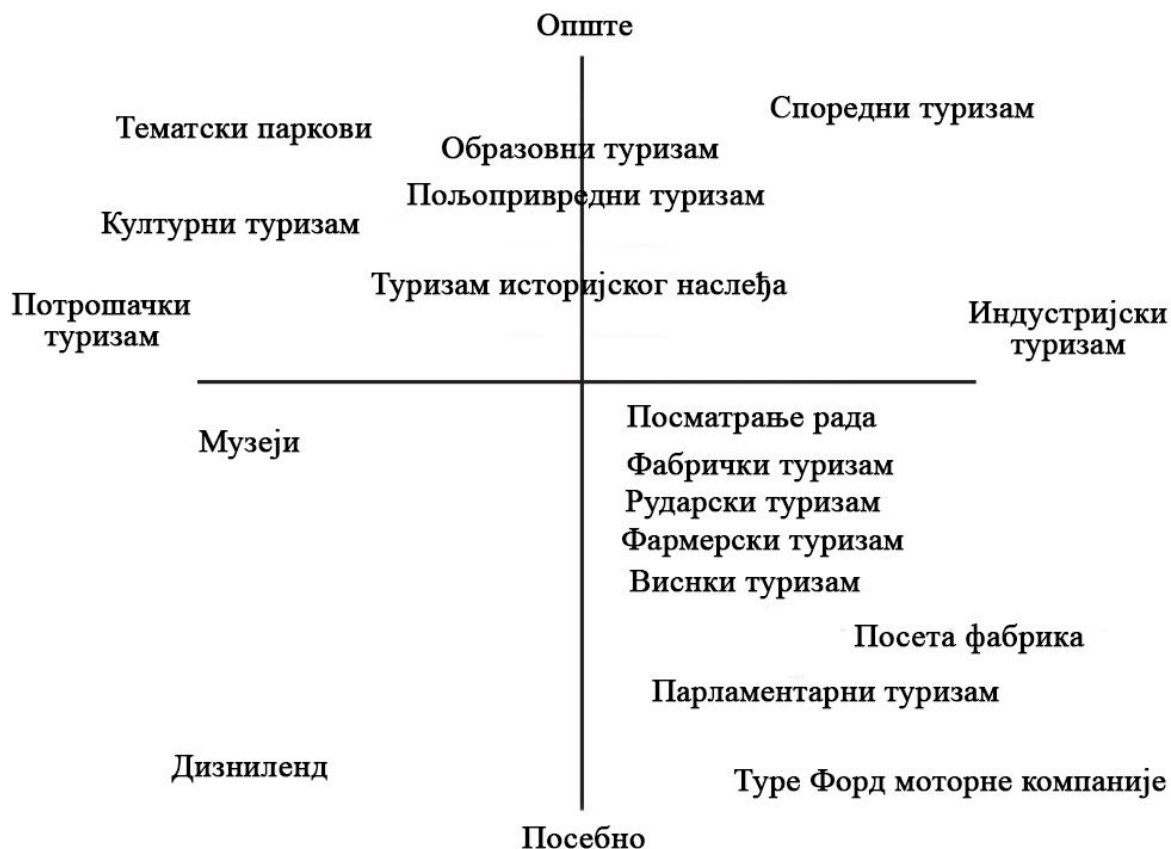 Опште
Споредни туризам
Тематски паркови
Образовни туризам
Пољопривредни туризам
Културни туризам
Туризам историјског наслеђа
Потрошачки
туризам
Индустријски
туризам
Посматрање рада
Музеји
Фабрички туризам
Рударски туризам
Фармерски туризам
Виснки туризам
Посета фабрика
Парламентарни туризам
Дизниленд
Туре Форд моторне компаније
Посебно